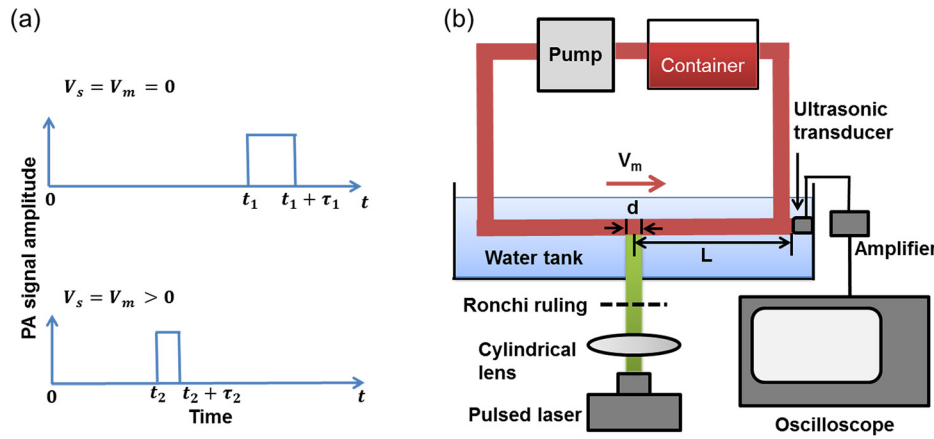 (a)
V_s = V_m = 0
0
t_1
t_1 + τ_1
t
PA signal amplitude
V_s = V_m > 0
0
t_2
t_2 + τ_2
t
Time
(b)
Pump
Container
Ultrasonic
transducer
V_m
d
L
Water tank
Amplifier
Ronchi ruling
Cylindrical
lens
Pulsed laser
Oscilloscope